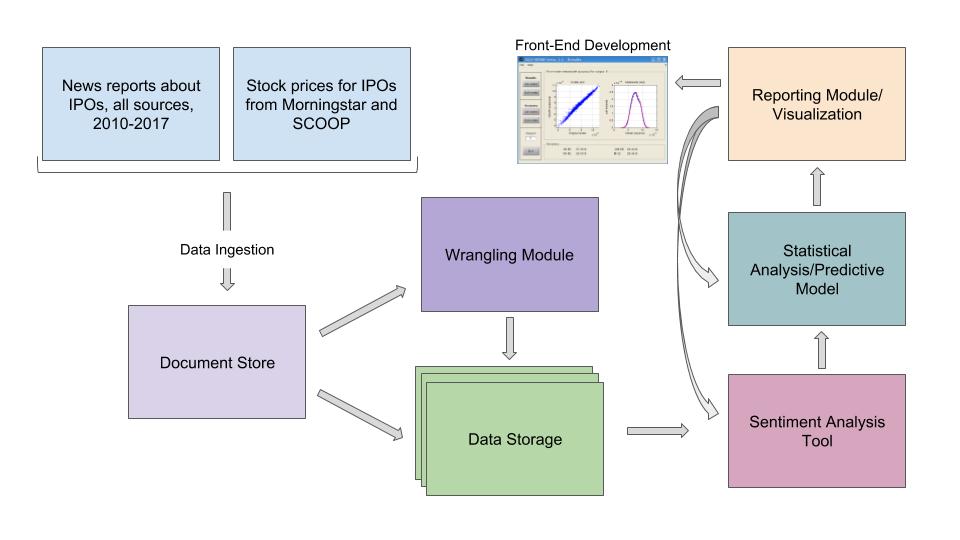 Front-End Development
News reports about
IPOs, all sources,
2010-2017
Stock prices for IPOs
from Morningstar and
SCOOP
Reporting Module/
Visualization
Data Ingestion
Wrangling Module
Statistical
Analysis/Predictive
Model
Document Store
Data Storage
Sentiment Analysis
Tool